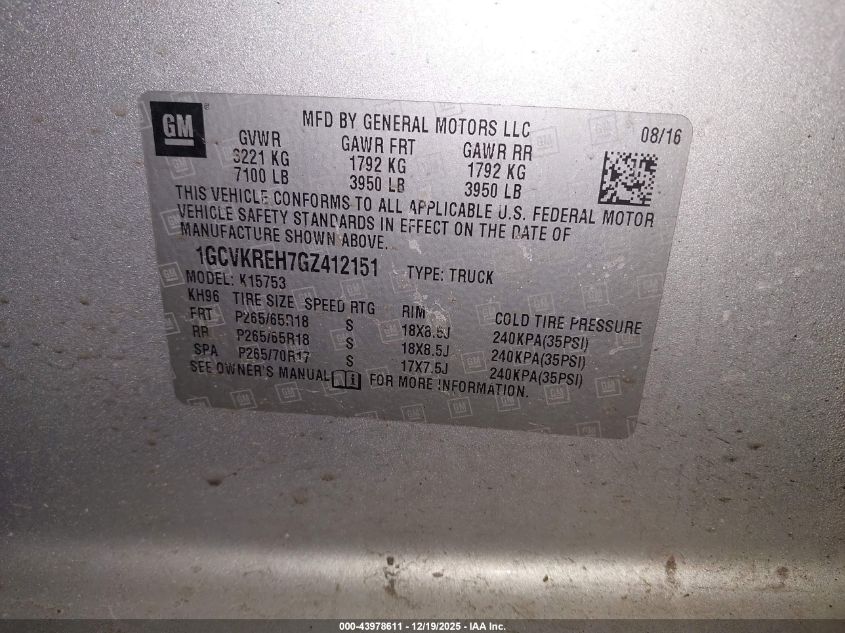 GM
MFD BY GENERAL MOTORS LLC
08/16
GVWR GAWR FRT GAWR RR
3221 KG 1792 KG 1792 KG
7100 LB 3950 LB 3950 LB
THIS VEHICLE CONFORMS TO ALL APPLICABLE U.S. FEDERAL MOTOR
VEHICLE SAFETY STANDARDS IN EFFECT ON THE DATE OF
MANUFACTURE SHOWN ABOVE.
1GCVKREH7GZ412151 TYPE: TRUCK
MODEL: K15753
KH96 TIRE SIZE SPEED RTG RIM COLD TIRE PRESSURE
FRT P265/65R18 S 18X8.5J 240KPA(35PSI)
RR P265/65R18 S 18X8.5J 240KPA(35PSI)
SPA P265/70R17 S 17X7.5J 240KPA(35PSI)
SEE OWNER'S MANUAL FOR MORE INFORMATION.
000-43978611 - 12/19/2025 - IAA Inc.